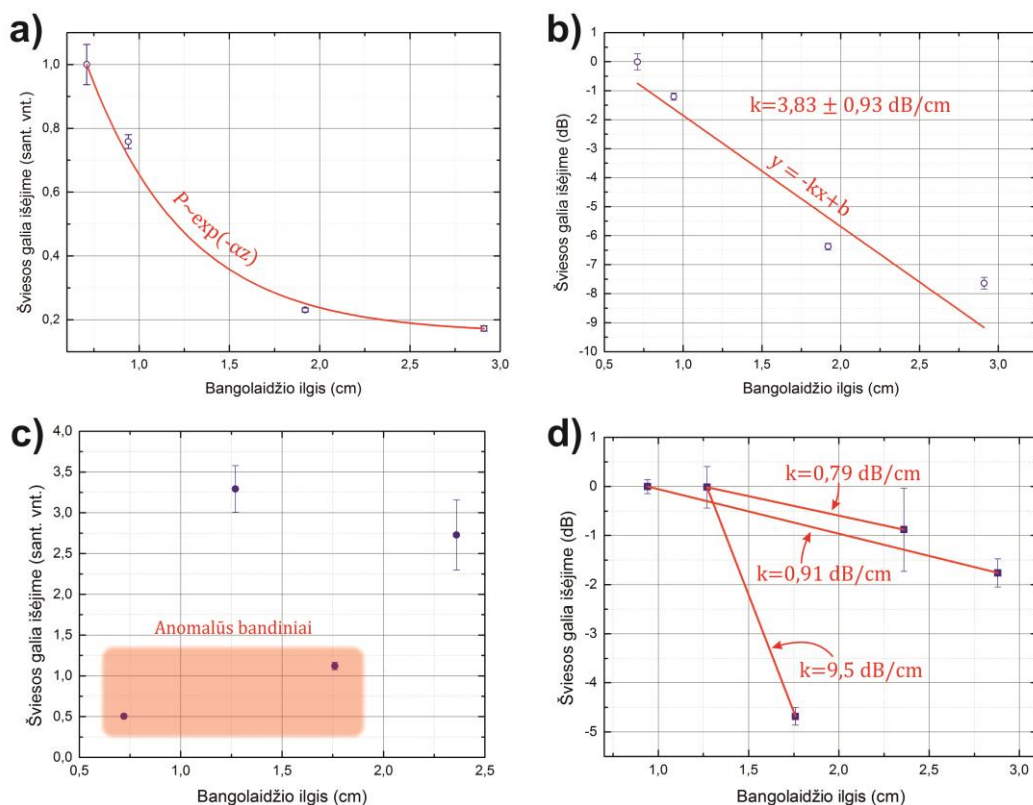 a)
1,0
0,8
0,6
0,4
0,2
Šviesos galia išėjime (sant. vnt.)
P~exp(-αz)
1,0
1,5
2,0
2,5
3,0
Bangolaidžio ilgis (cm)
b)
1
0
-1
-2
-3
-4
-5
-6
-7
-8
-9
-10
Šviesos galia išėjime (dB)
k=3,83 ± 0,93 dB/cm
y = -kx+b
0,5
1,0
1,5
2,0
2,5
3,0
Bangolaidžio ilgis (cm)
c)
4,0
3,5
3,0
2,5
2,0
1,5
1,0
0,5
0,0
Šviesos galia išėjime (sant. vnt.)
Anomalūs bandiniai
0,5
1,0
1,5
2,0
2,5
Bangolaidžio ilgis (cm)
d)
1
0
-1
-2
-3
-4
-5
Šviesos galia išėjime (dB)
k=0,79 dB/cm
k=0,91 dB/cm
k=9,5 dB/cm
1,0
1,5
2,0
2,5
3,0
Bangolaidžio ilgis (cm)